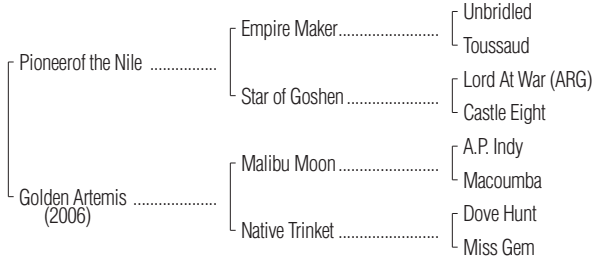 Unbridled
Empire Maker....................
Toussaud
Pioneerof the Nile ................
Lord At War (ARG)
Star of Goshen....................
Castle Eight
A.P. Indy
Malibu Moon......................
Macoumba
Golden Artemis ..................
(2006)
Dove Hunt
Native Trinket ......................
Miss Gem